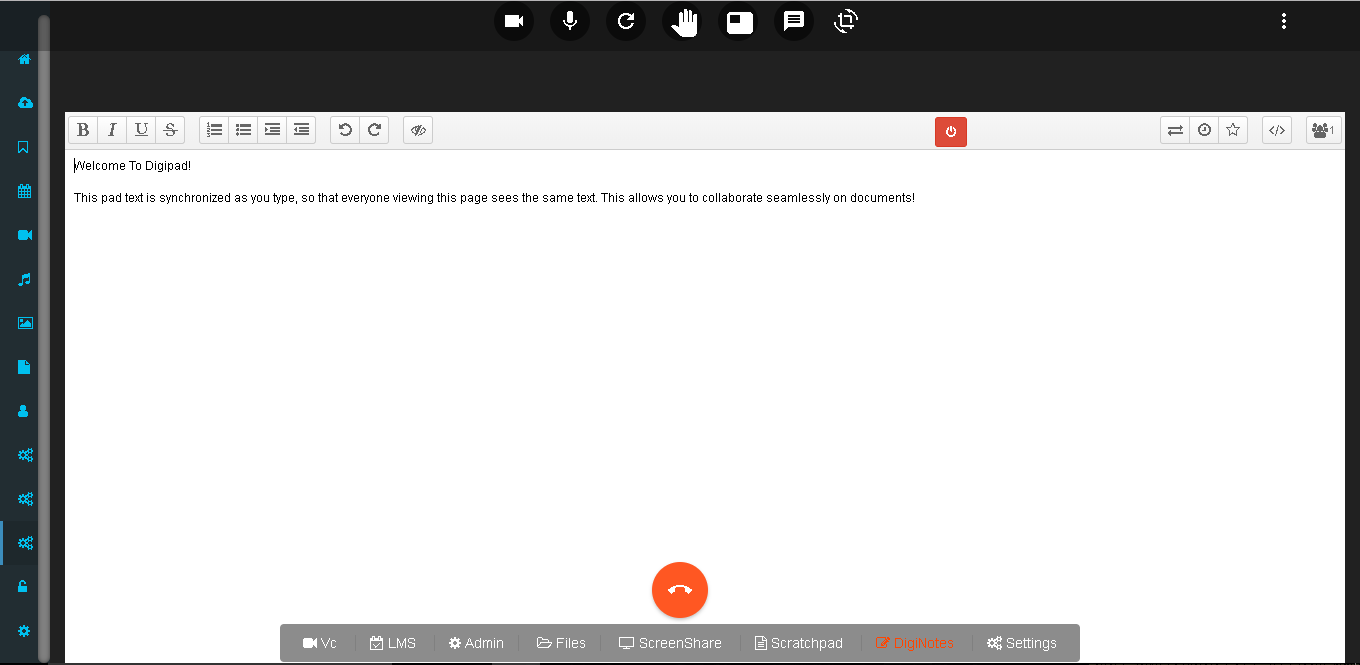 B I U S
1
Welcome To Digipad!
This pad text is synchronized as you type, so that everyone viewing this page sees the same text. This allows you to collaborate seamlessly on documents!
Vc LMS Admin Files ScreenShare Scratchpad DigiNotes Settings